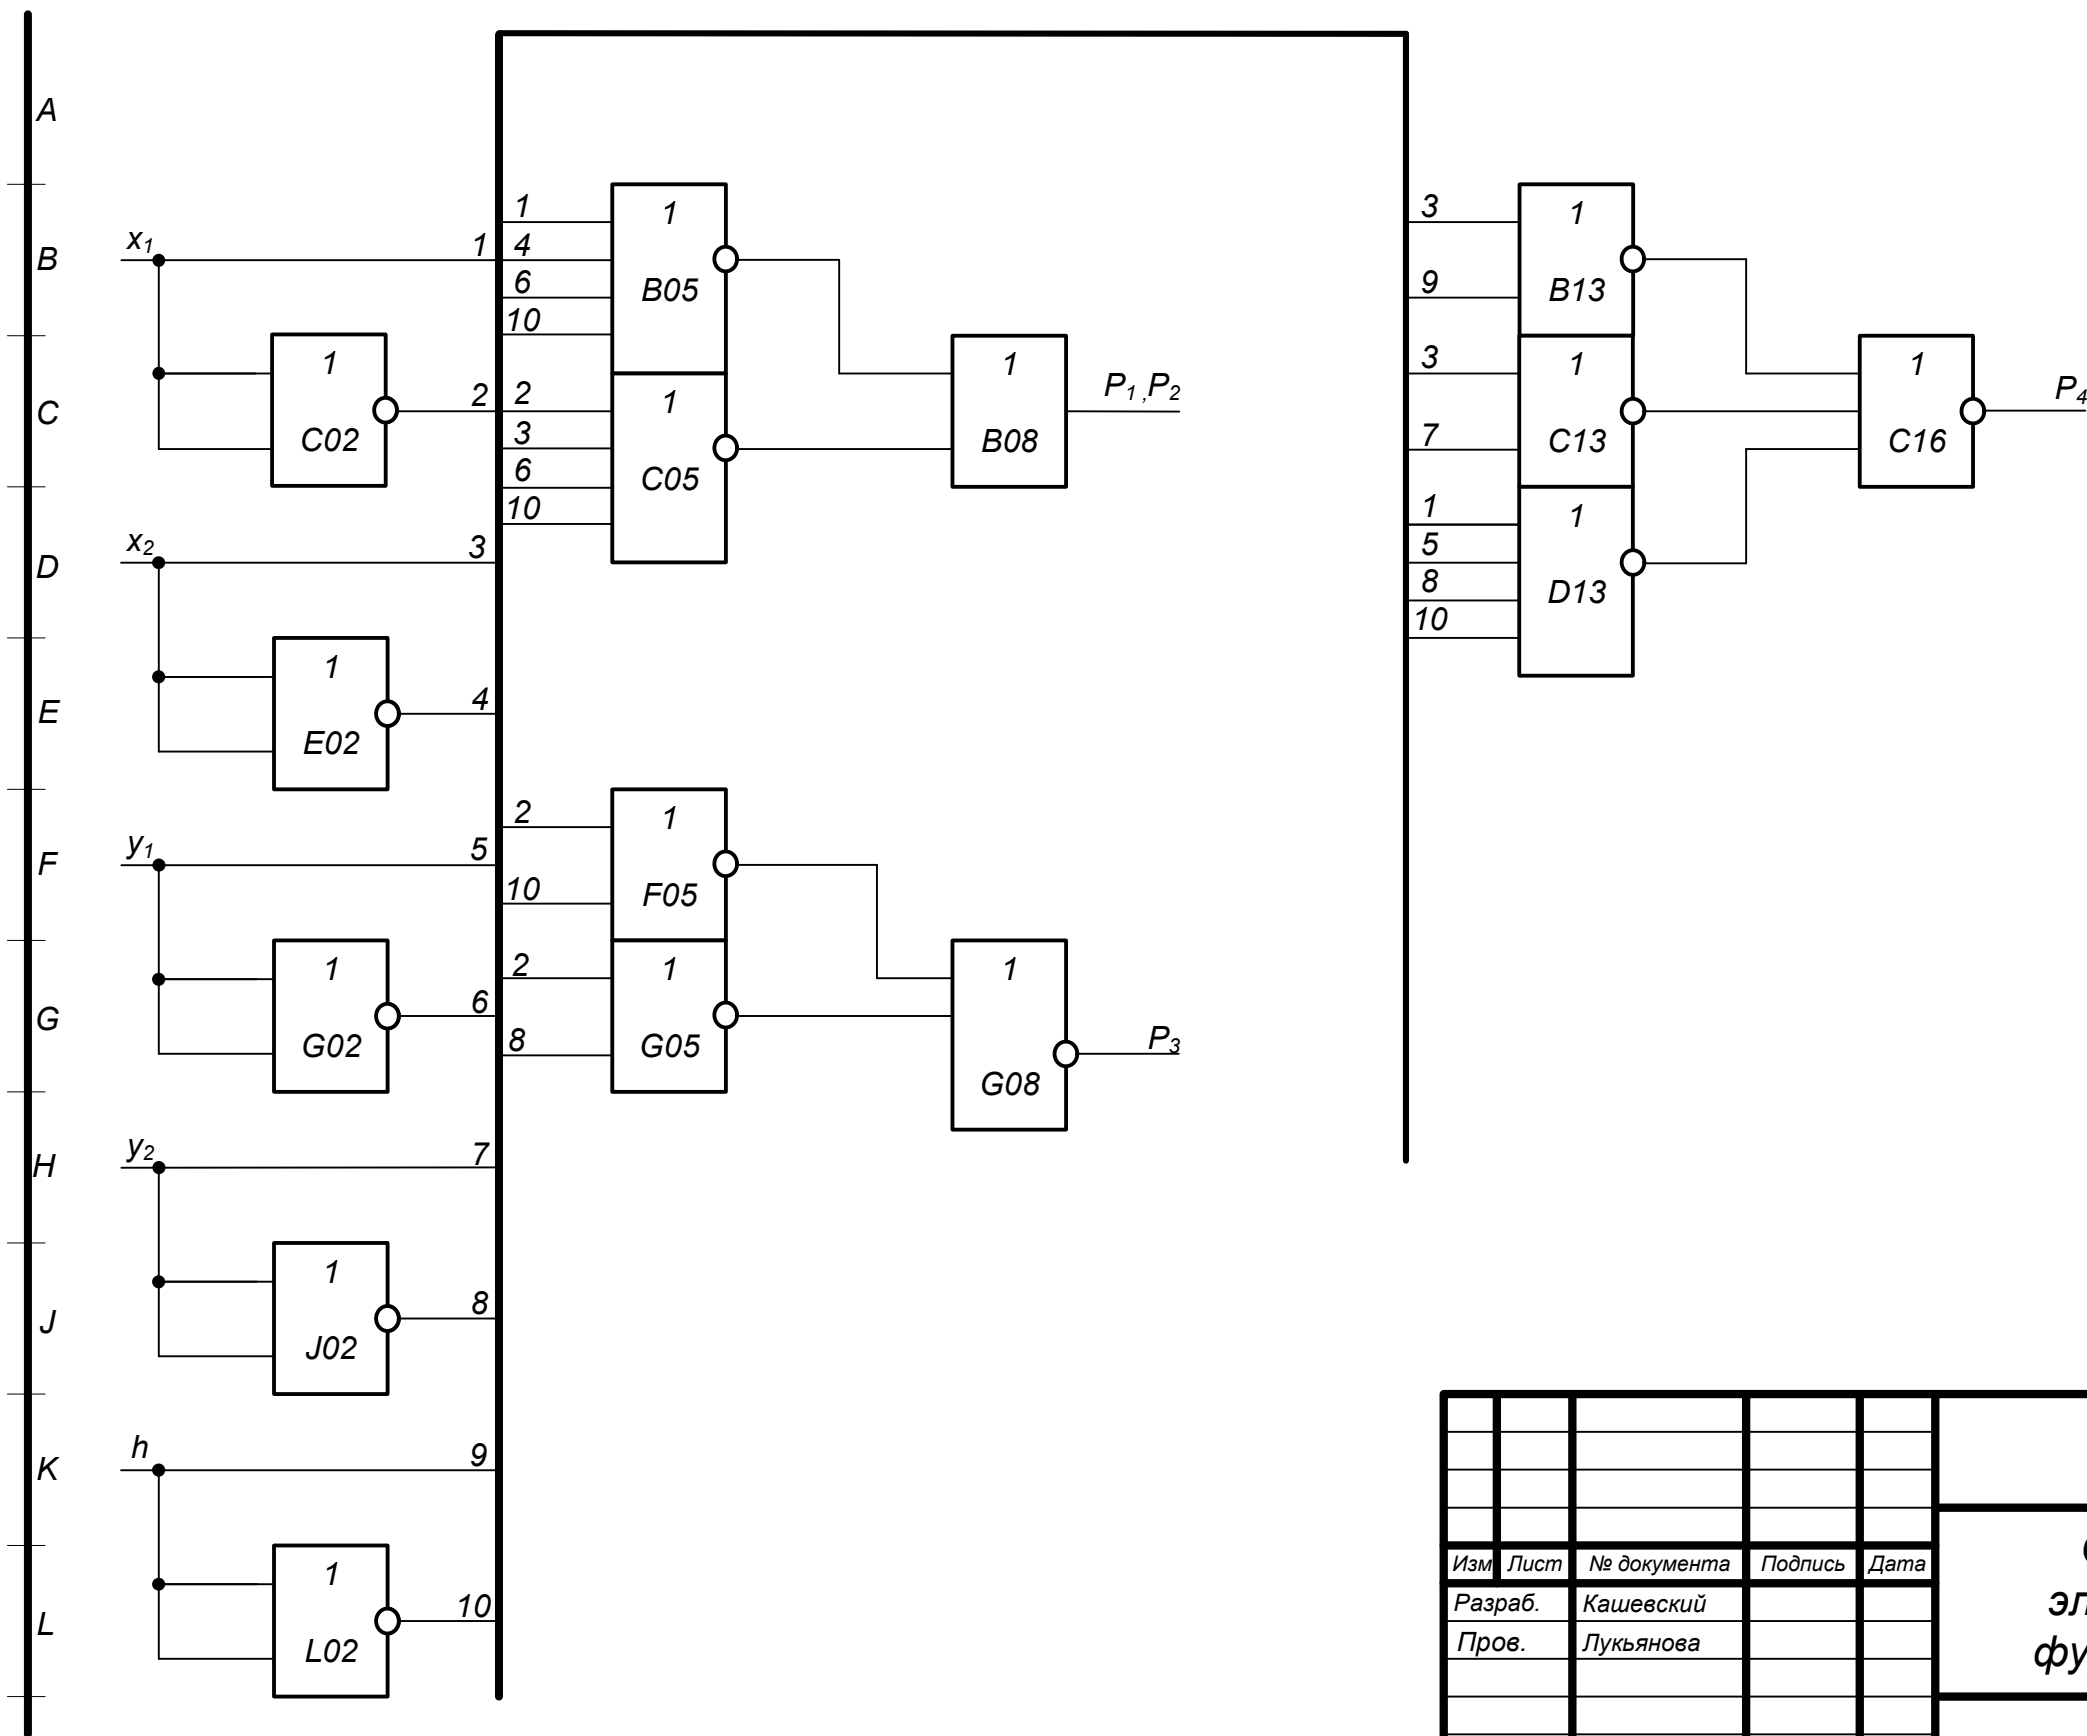 A
B
C
D
E
F
G
H
J
K
L
x1
1
1
C02
2
x2
3
1
E02
4
y1
5
1
G02
6
y2
7
1
J02
8
h
9
1
L02
10
1
4
6
10
1
B05
2
3
6
10
1
C05
1
B08
P1,P2
2
10
1
F05
2
8
1
G05
1
G08
P3
3
9
1
B13
3
7
1
C13
1
5
8
10
1
D13
1
C16
P4
Изм Лист № документа Подпись Дата
Разраб. Кашевский
Пров. Лукьянова
эл
фу